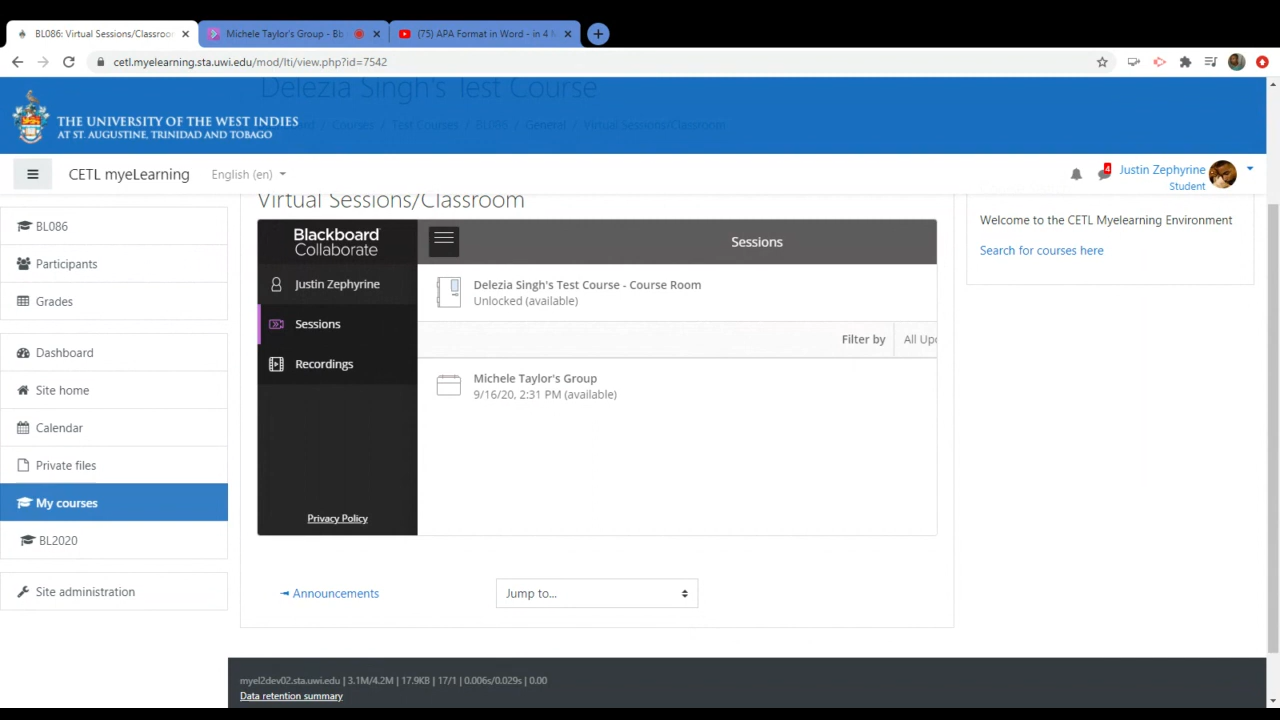 BL086: Virtual Sessions/Classroom
Michele Taylor's Group - Bb
(75) APA Format in Word - in 4 M
cetl.myelearning.sta.uwi.edu/mod/lti/view.php?id=7542
Delezia Singh's Test Course
Courses / Test Courses / BL086 / General / Virtual Sessions/Classroom
THE UNIVERSITY OF THE WEST INDIES
AT ST. AUGUSTINE, TRINIDAD AND TOBAGO
CETL myeLearning
English (en)
4
Justin Zephyrine
Student
BL086
Participants
Grades
Dashboard
Site home
Calendar
Private files
My courses
BL2020
Site administration
Virtual Sessions/Classroom
Blackboard
Collaborate
Justin Zephyrine
Sessions
Recordings
Privacy Policy
Sessions
Delezia Singh's Test Course - Course Room
Unlocked (available)
Filter by
All Upc
Michele Taylor's Group
9/16/20, 2:31 PM (available)
Announcements
Jump to...
Welcome to the CETL Myelearning Environment
Search for courses here
myel2dev02.sta.uwi.edu | 3.1M/4.2M | 17.9KB | 17/1 | 0.006s/0.029s | 0.00
Data retention summary